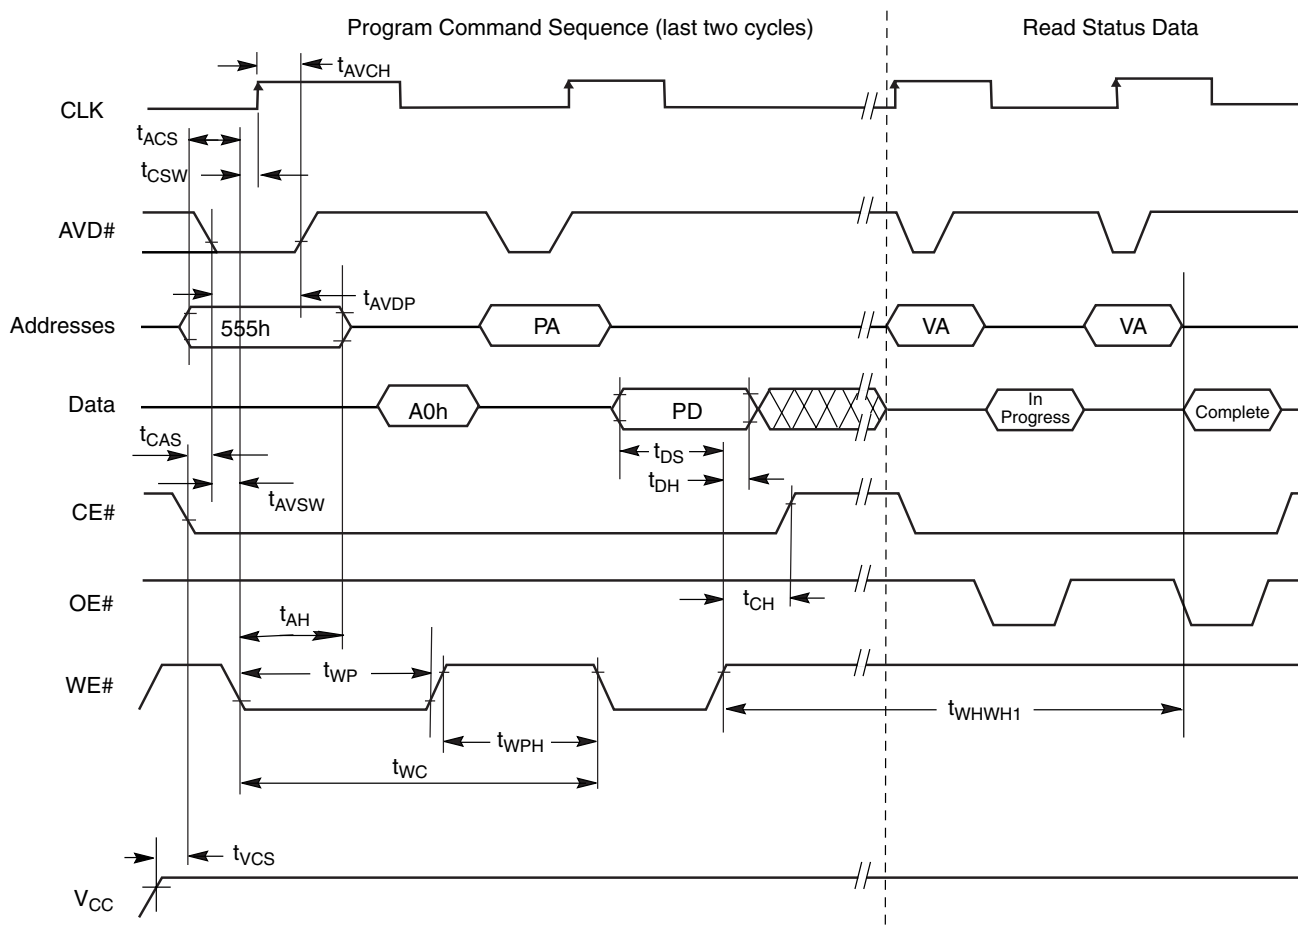 Program Command Sequence (last two cycles)
Read Status Data
tAVCH
CLK
tACS
tCSW
AVD#
tAVDP
Addresses
555h
PA
VA
VA
Data
A0h
PD
In
Progress
Complete
tCAS
tDS
tDH
tAVSW
CE#
OE#
tCH
tAH
tWP
WE#
tWHWH1
tWPH
tWC
tVCS
VCC